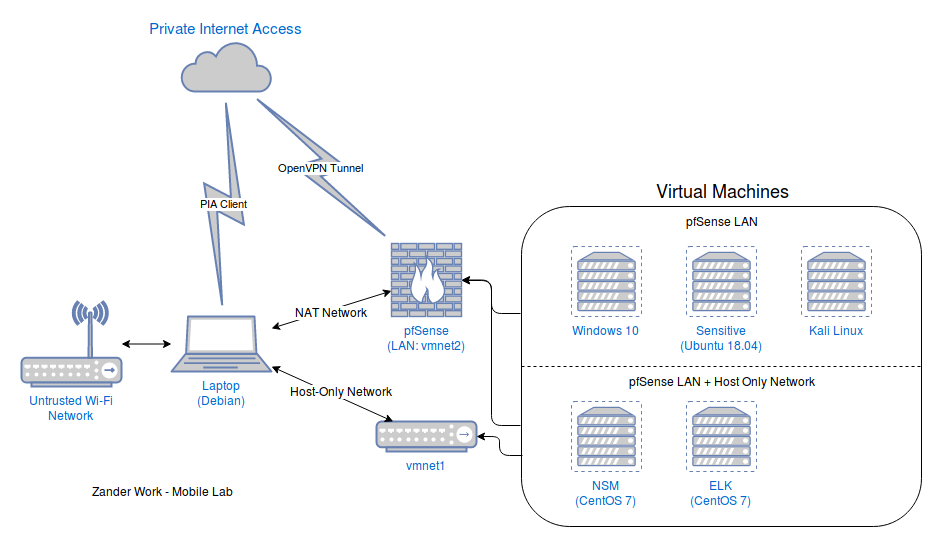 Private Internet Access
OpenVPN Tunnel
PIA Client
Virtual Machines
pfSense LAN
Windows 10
Sensitive
(Ubuntu 18.04)
Kali Linux
NAT Network
pfSense
(LAN: vmnet2)
Untrusted Wi-Fi
Network
Laptop
(Debian)
Host-Only Network
pfSense LAN + Host Only Network
vmnet1
NSM
(CentOS 7)
ELK
(CentOS 7)
Zander Work - Mobile Lab